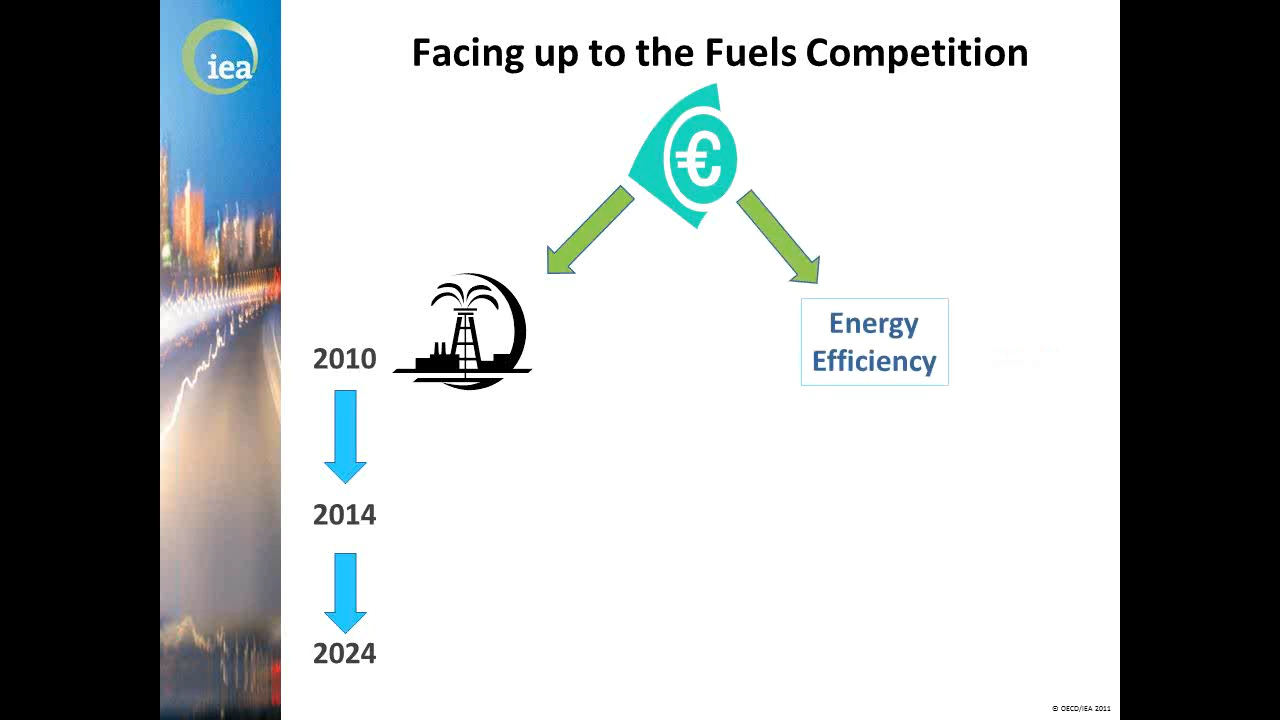 iea
Facing up to the Fuels Competition
€
2010
Energy
Efficiency
2014
2024
© OECD/IEA 2011